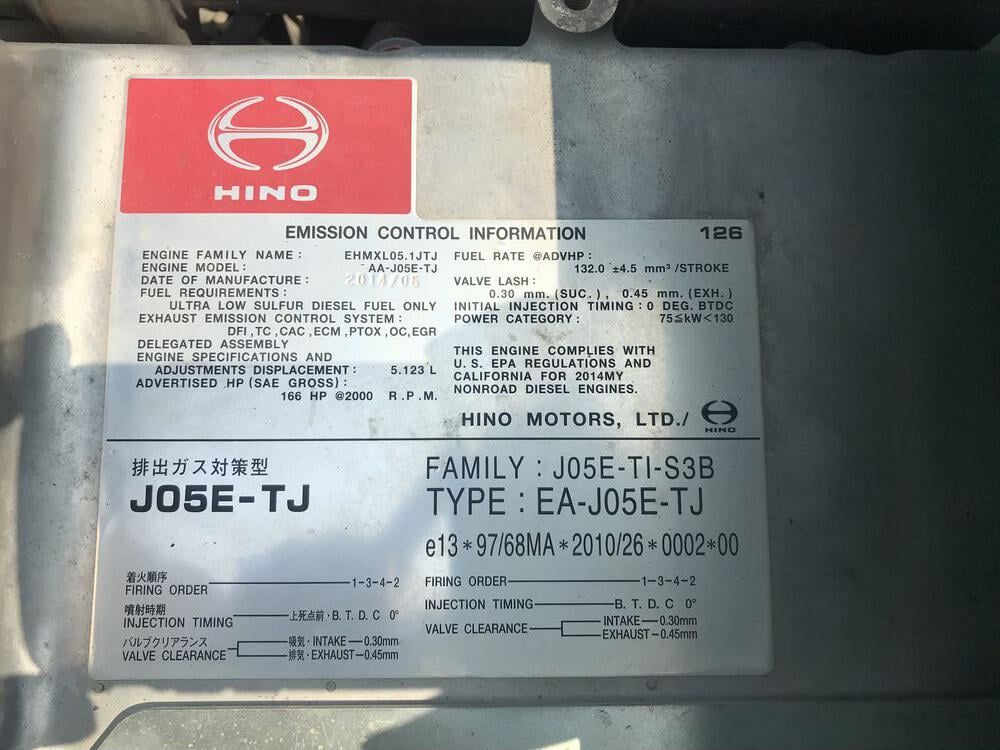 HINO
EMISSION CONTROL INFORMATION 126
ENGINE FAMILY NAME : EHMXL05.1JTJ
ENGINE MODEL : AA-J05E-TJ
DATE OF MANUFACTURE : 2014/05
FUEL REQUIREMENTS :
ULTRA LOW SULFUR DIESEL FUEL ONLY
EXHAUST EMISSION CONTROL SYSTEM :
DFI ,TC ,CAC ,ECM ,PTOX ,OC,EGR
DELEGATED ASSEMBLY
ENGINE SPECIFICATIONS AND
ADJUSTMENTS DISPLACEMENT : 5.123 L
ADVERTISED HP (SAE GROSS) :
166 HP @2000 R.P.M.
FUEL RATE @ADVHP :
132.0 ±4.5 mm³ /STROKE
VALVE LASH :
0.30 mm. (SUC.) , 0.45 mm. (EXH.)
INITIAL INJECTION TIMING : 0 DEG. BTDC
POWER CATEGORY : 75≦kW<130
THIS ENGINE COMPLIES WITH
U. S. EPA REGULATIONS AND
CALIFORNIA FOR 2014MY
NONROAD DIESEL ENGINES.
HINO MOTORS, LTD./ HINO
排出ガス対策型
J05E-TJ
FAMILY : J05E-TI-S3B
TYPE : EA-J05E-TJ
e13*97/68MA*2010/26*0002*00
着火順序
FIRING ORDER 1-3-4-2
噴射時期
INJECTION TIMING 上死点前・B. T. D. C 0°
バルブクリアランス
VALVE CLEARANCE
吸気・INTAKE 0.30mm
排気・EXHAUST 0.45mm
FIRING ORDER 1-3-4-2
INJECTION TIMING B. T. D. C 0°
VALVE CLEARANCE
INTAKE 0.30mm
EXHAUST 0.45mm